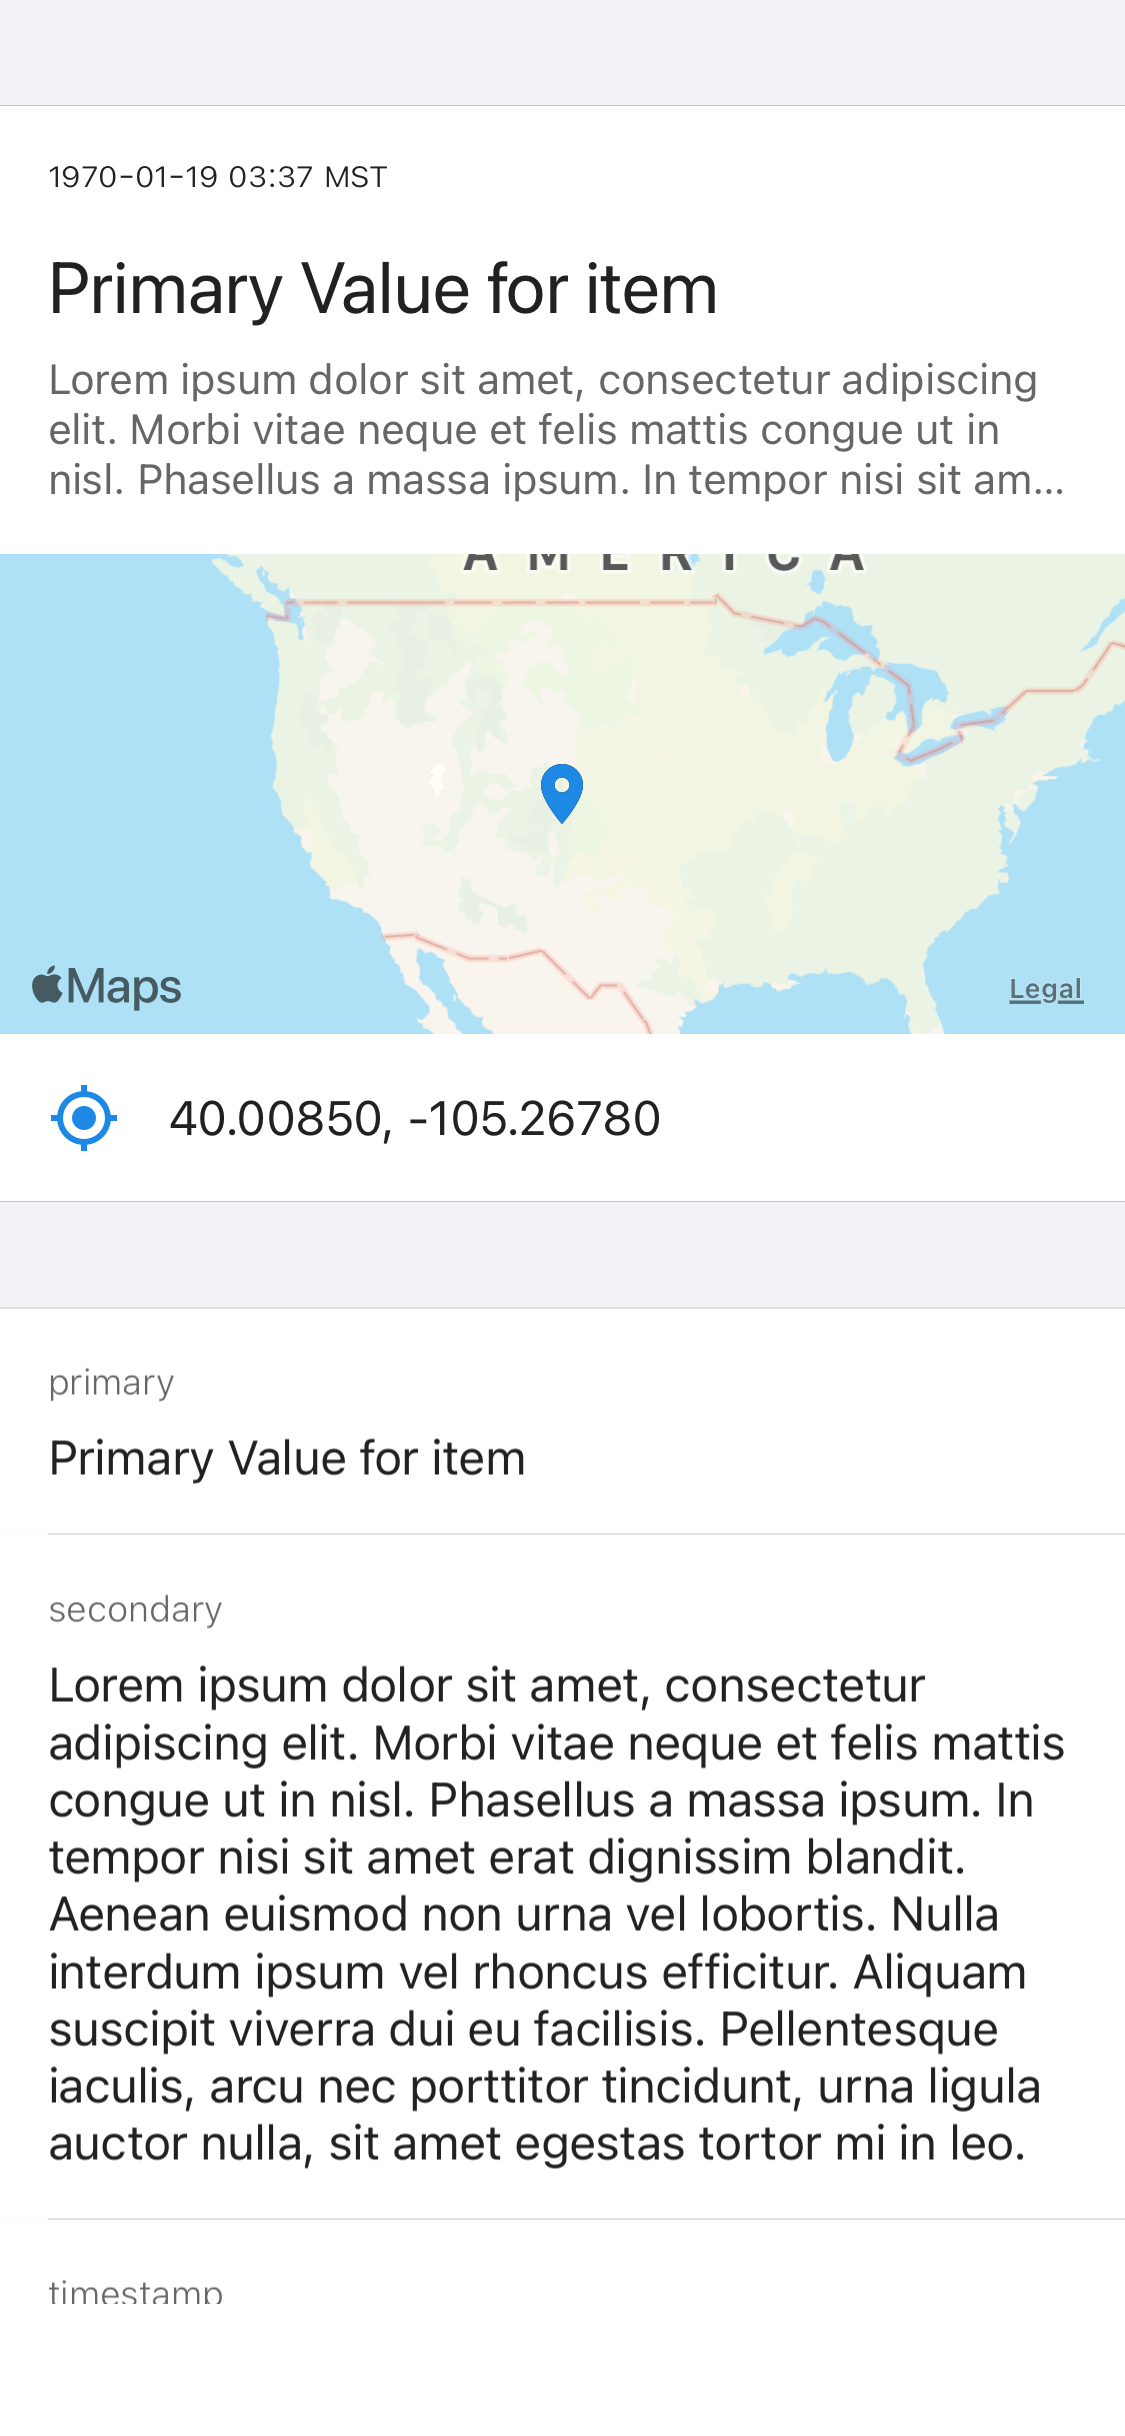 1970-01-19 03:37 MST
Primary Value for item
Lorem ipsum dolor sit amet, consectetur adipiscing
elit. Morbi vitae neque et felis mattis congue ut in
nisl. Phasellus a massa ipsum. In tempor nisi sit am...
AMERICA
Maps
Legal
40.00850, -105.26780
primary
Primary Value for item
secondary
Lorem ipsum dolor sit amet, consectetur
adipiscing elit. Morbi vitae neque et felis mattis
congue ut in nisl. Phasellus a massa ipsum. In
tempor nisi sit amet erat dignissim blandit.
Aenean euismod non urna vel lobortis. Nulla
interdum ipsum vel rhoncus efficitur. Aliquam
suscipit viverra dui eu facilisis. Pellentesque
iaculis, arcu nec porttitor tincidunt, urna ligula
auctor nulla, sit amet egestas tortor mi in leo.
timestamp